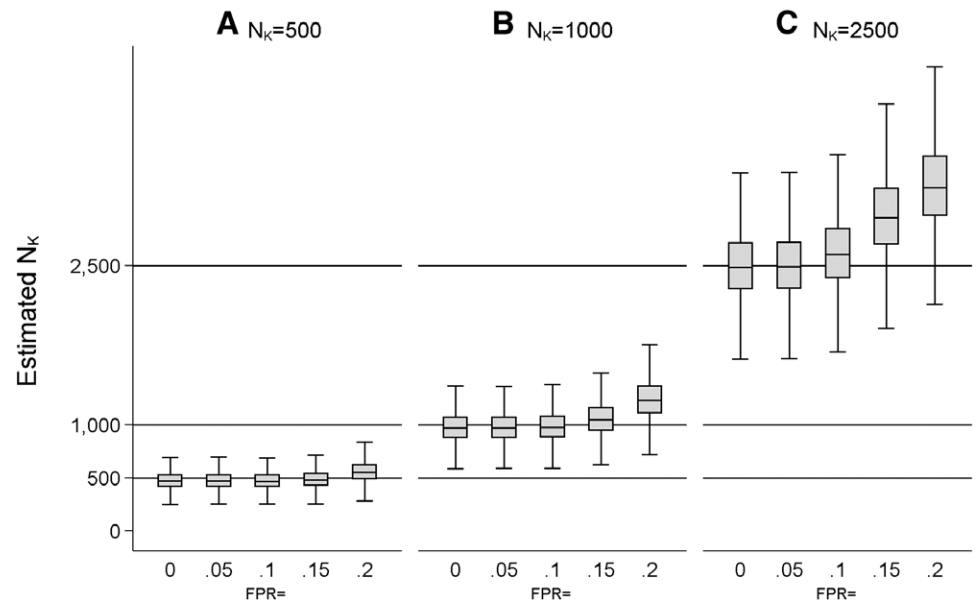 A N_K=500
B N_K=1000
C N_K=2500
Estimated N_K
2,500
1,000
500
0
0 .05 .1 .15 .2
FPR=
0 .05 .1 .15 .2
FPR=
0 .05 .1 .15 .2
FPR=